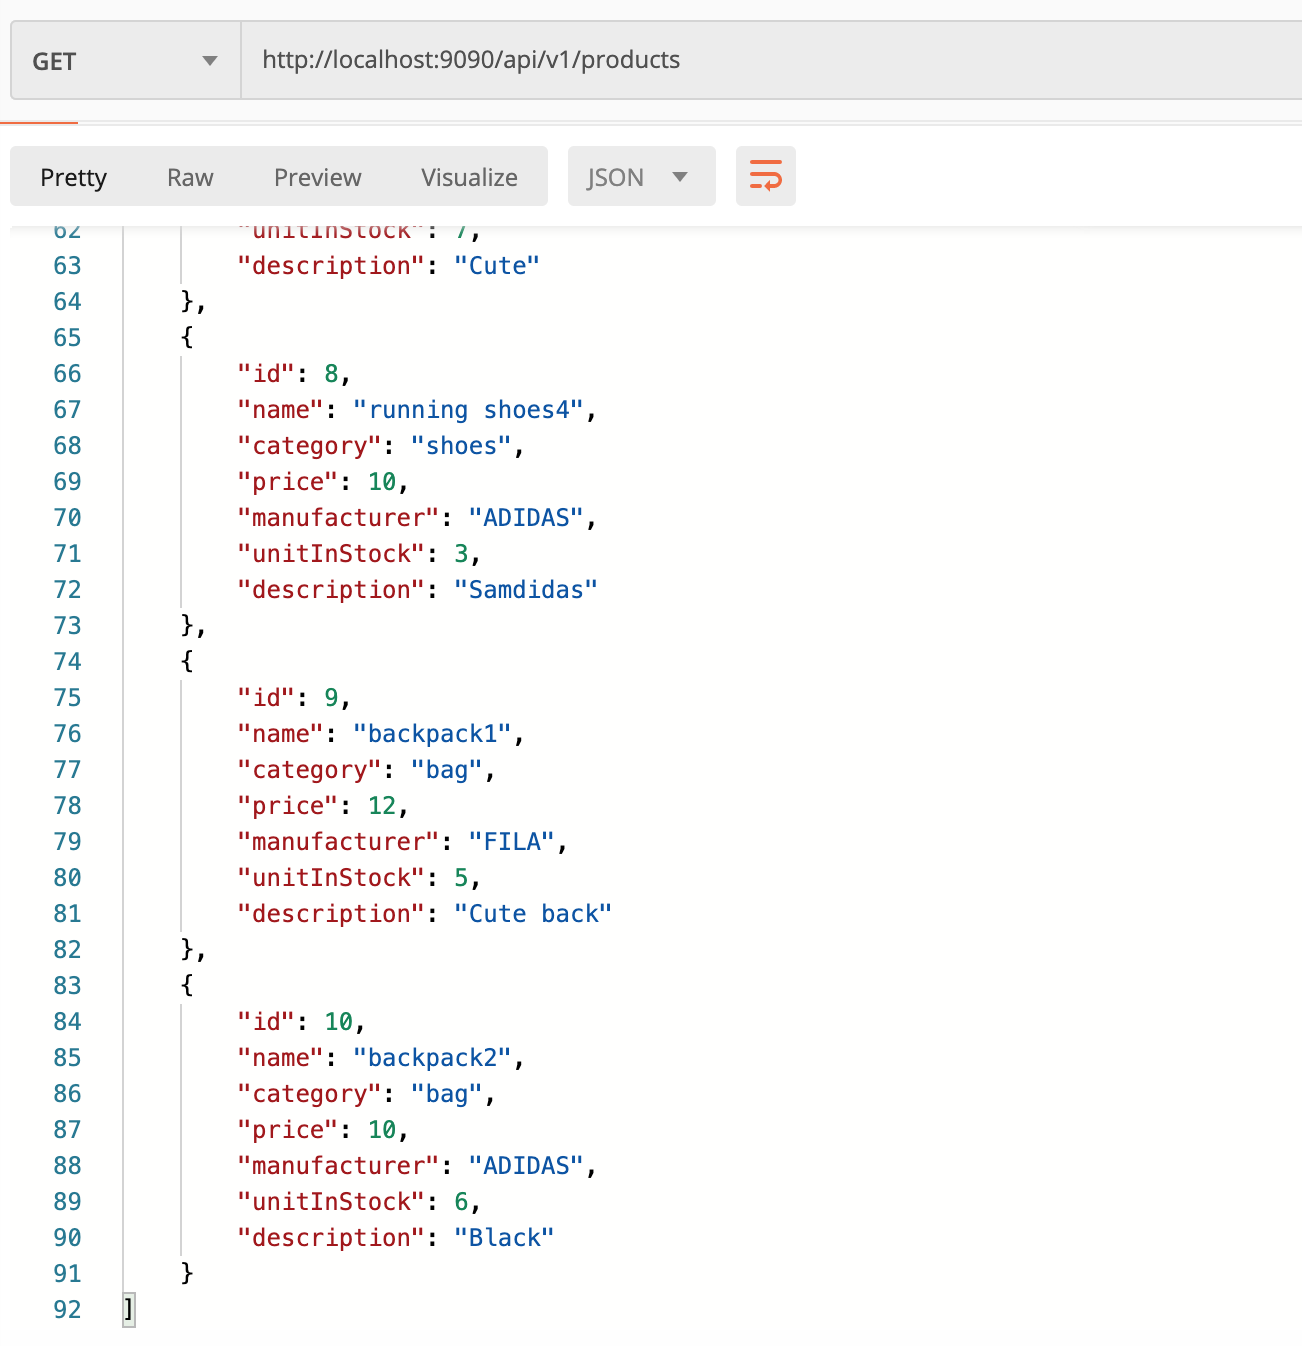 GET http://localhost:9090/api/v1/products
Pretty Raw Preview Visualize JSON
62 "unitInStock": 7,
63 "description": "Cute"
64 },
65 {
66 "id": 8,
67 "name": "running shoes4",
68 "category": "shoes",
69 "price": 10,
70 "manufacturer": "ADIDAS",
71 "unitInStock": 3,
72 "description": "Samdidas"
73 },
74 {
75 "id": 9,
76 "name": "backpack1",
77 "category": "bag",
78 "price": 12,
79 "manufacturer": "FILA",
80 "unitInStock": 5,
81 "description": "Cute back"
82 },
83 {
84 "id": 10,
85 "name": "backpack2",
86 "category": "bag",
87 "price": 10,
88 "manufacturer": "ADIDAS",
89 "unitInStock": 6,
90 "description": "Black"
91 }
92 ]